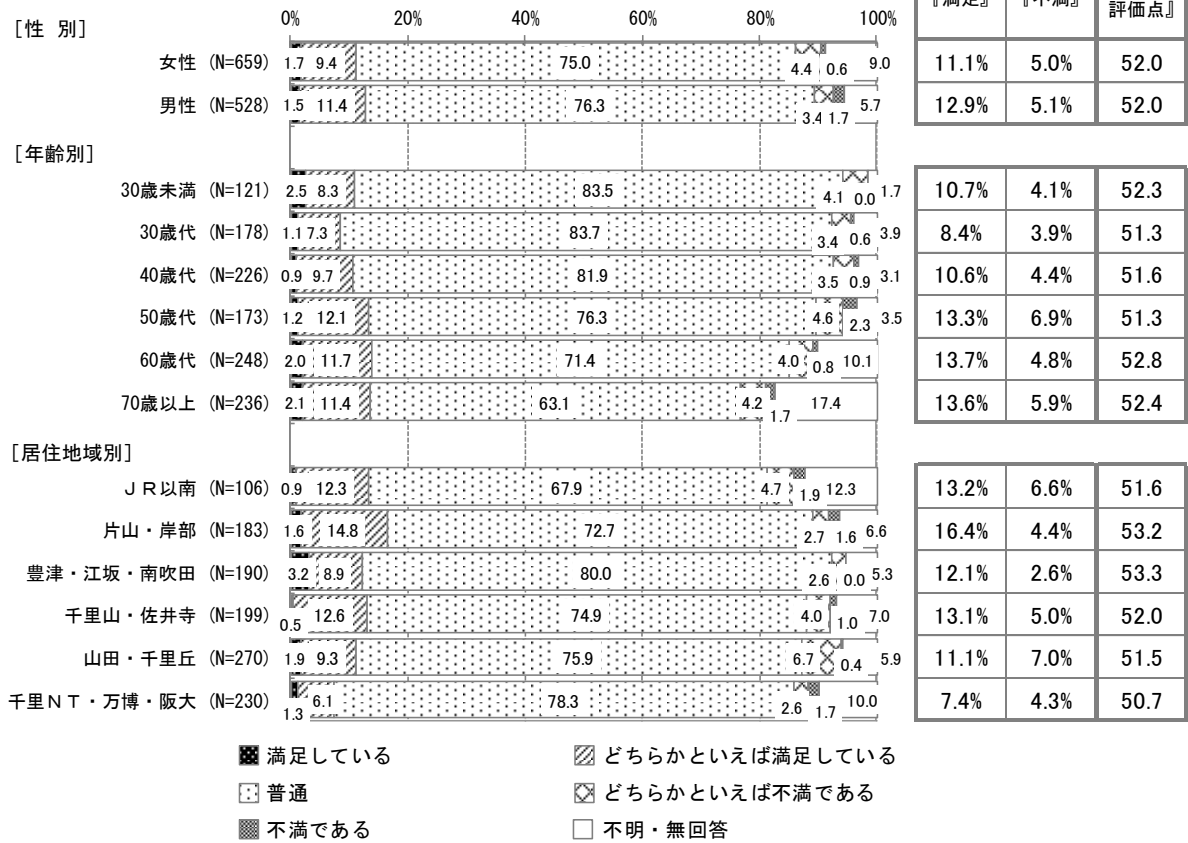 『満足』 『不満』 評価点』
0% 20% 40% 60% 80% 100%
［性 別］
女性 (N=659) 1.7 9.4 75.0 4.4 0.6 9.0 11.1% 5.0% 52.0
男性 (N=528) 1.5 11.4 76.3 3.4 1.7 5.7 12.9% 5.1% 52.0
［年齢別］
30歳未満 (N=121) 2.5 8.3 83.5 4.1 0.0 1.7 10.7% 4.1% 52.3
30歳代 (N=178) 1.1 7.3 83.7 3.4 0.6 3.9 8.4% 3.9% 51.3
40歳代 (N=226) 0.9 9.7 81.9 3.5 0.9 3.1 10.6% 4.4% 51.6
50歳代 (N=173) 1.2 12.1 76.3 4.6 2.3 3.5 13.3% 6.9% 51.3
60歳代 (N=248) 2.0 11.7 71.4 4.0 0.8 10.1 13.7% 4.8% 52.8
70歳以上 (N=236) 2.1 11.4 63.1 4.2 1.7 17.4 13.6% 5.9% 52.4
［居住地域別］
ＪＲ以南 (N=106) 0.9 12.3 67.9 4.7 1.9 12.3 13.2% 6.6% 51.6
片山・岸部 (N=183) 1.6 14.8 72.7 2.7 1.6 6.6 16.4% 4.4% 53.2
豊津・江坂・南吹田 (N=190) 3.2 8.9 80.0 2.6 0.0 5.3 12.1% 2.6% 53.3
千里山・佐井寺 (N=199) 0.5 12.6 74.9 4.0 1.0 7.0 13.1% 5.0% 52.0
山田・千里丘 (N=270) 1.9 9.3 75.9 6.7 0.4 5.9 11.1% 7.0% 51.5
千里ＮＴ・万博・阪大 (N=230) 1.3 6.1 78.3 2.6 1.7 10.0 7.4% 4.3% 50.7
満足している どちらかといえば満足している
普通 どちらかといえば不満である
不満である 不明・無回答